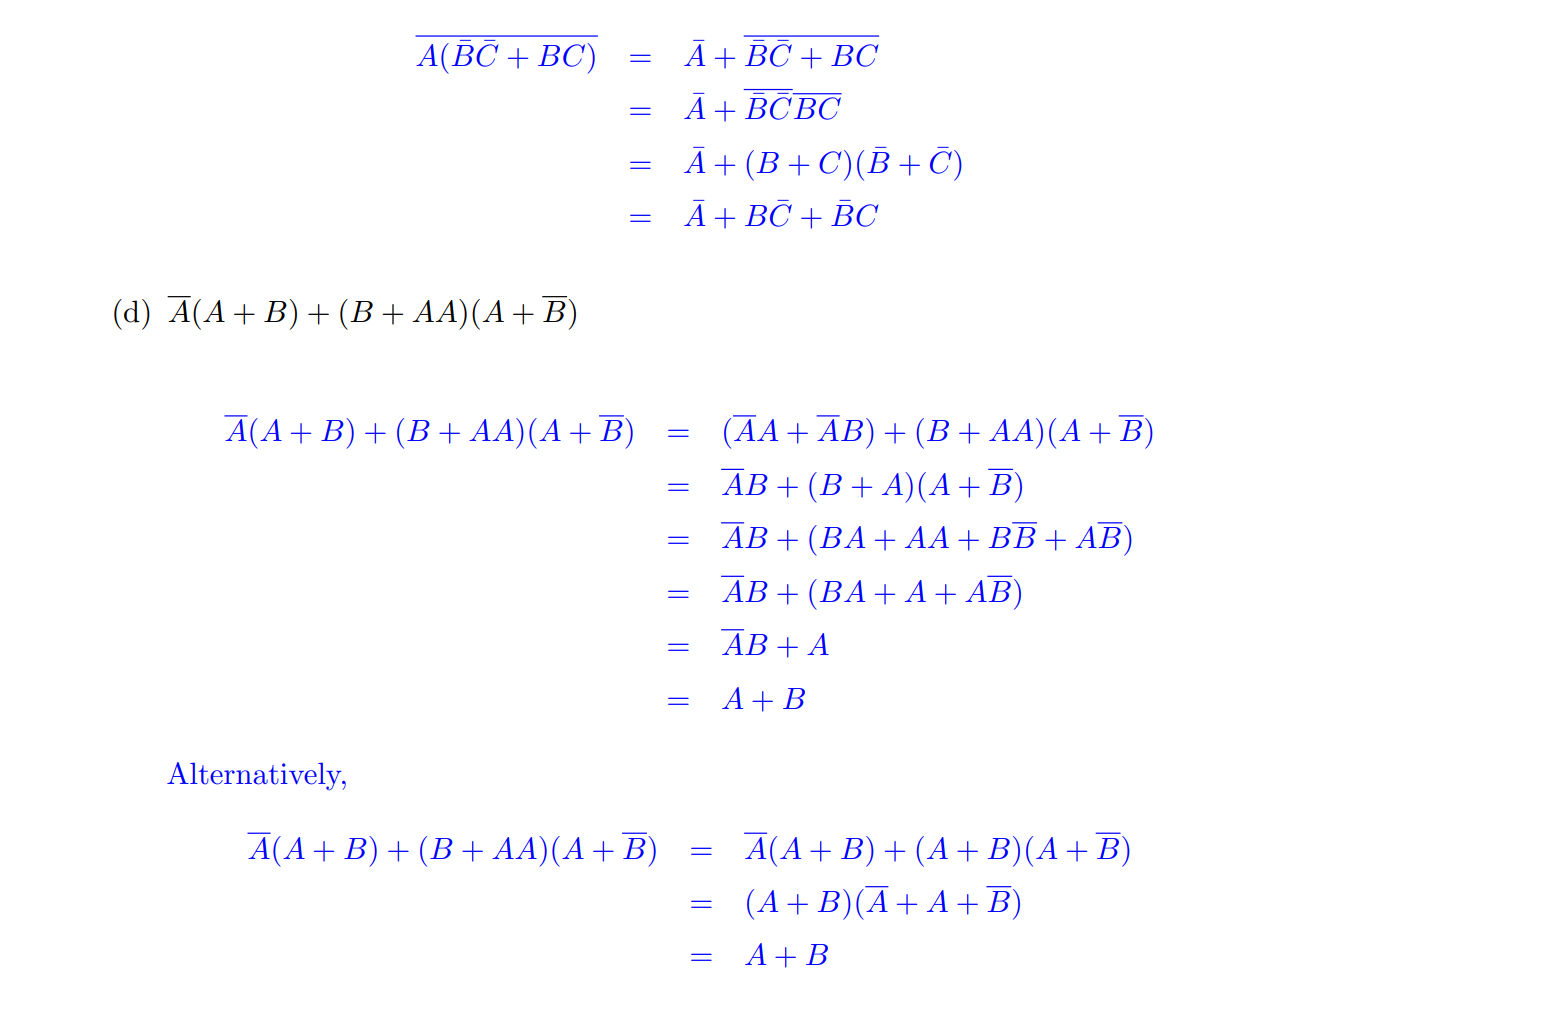 $\overline{A(\bar{B}\bar{C} + BC)} = \bar{A} + \overline{\bar{B}\bar{C} + BC}$
$= \bar{A} + \overline{\bar{B}\bar{C}}\,\overline{BC}$
$= \bar{A} + (B + C)(\bar{B} + \bar{C})$
$= \bar{A} + B\bar{C} + \bar{B}C$
(d) $\overline{A}(A + B) + (B + AA)(A + \overline{B})$
$\overline{A}(A + B) + (B + AA)(A + \overline{B}) = (\overline{A}A + \overline{A}B) + (B + AA)(A + \overline{B})$
$= \overline{A}B + (B + A)(A + \overline{B})$
$= \overline{A}B + (BA + AA + B\overline{B} + A\overline{B})$
$= \overline{A}B + (BA + A + A\overline{B})$
$= \overline{A}B + A$
$= A + B$
Alternatively,
$\overline{A}(A + B) + (B + AA)(A + \overline{B}) = \overline{A}(A + B) + (A + B)(A + \overline{B})$
$= (A + B)(\overline{A} + A + \overline{B})$
$= A + B$